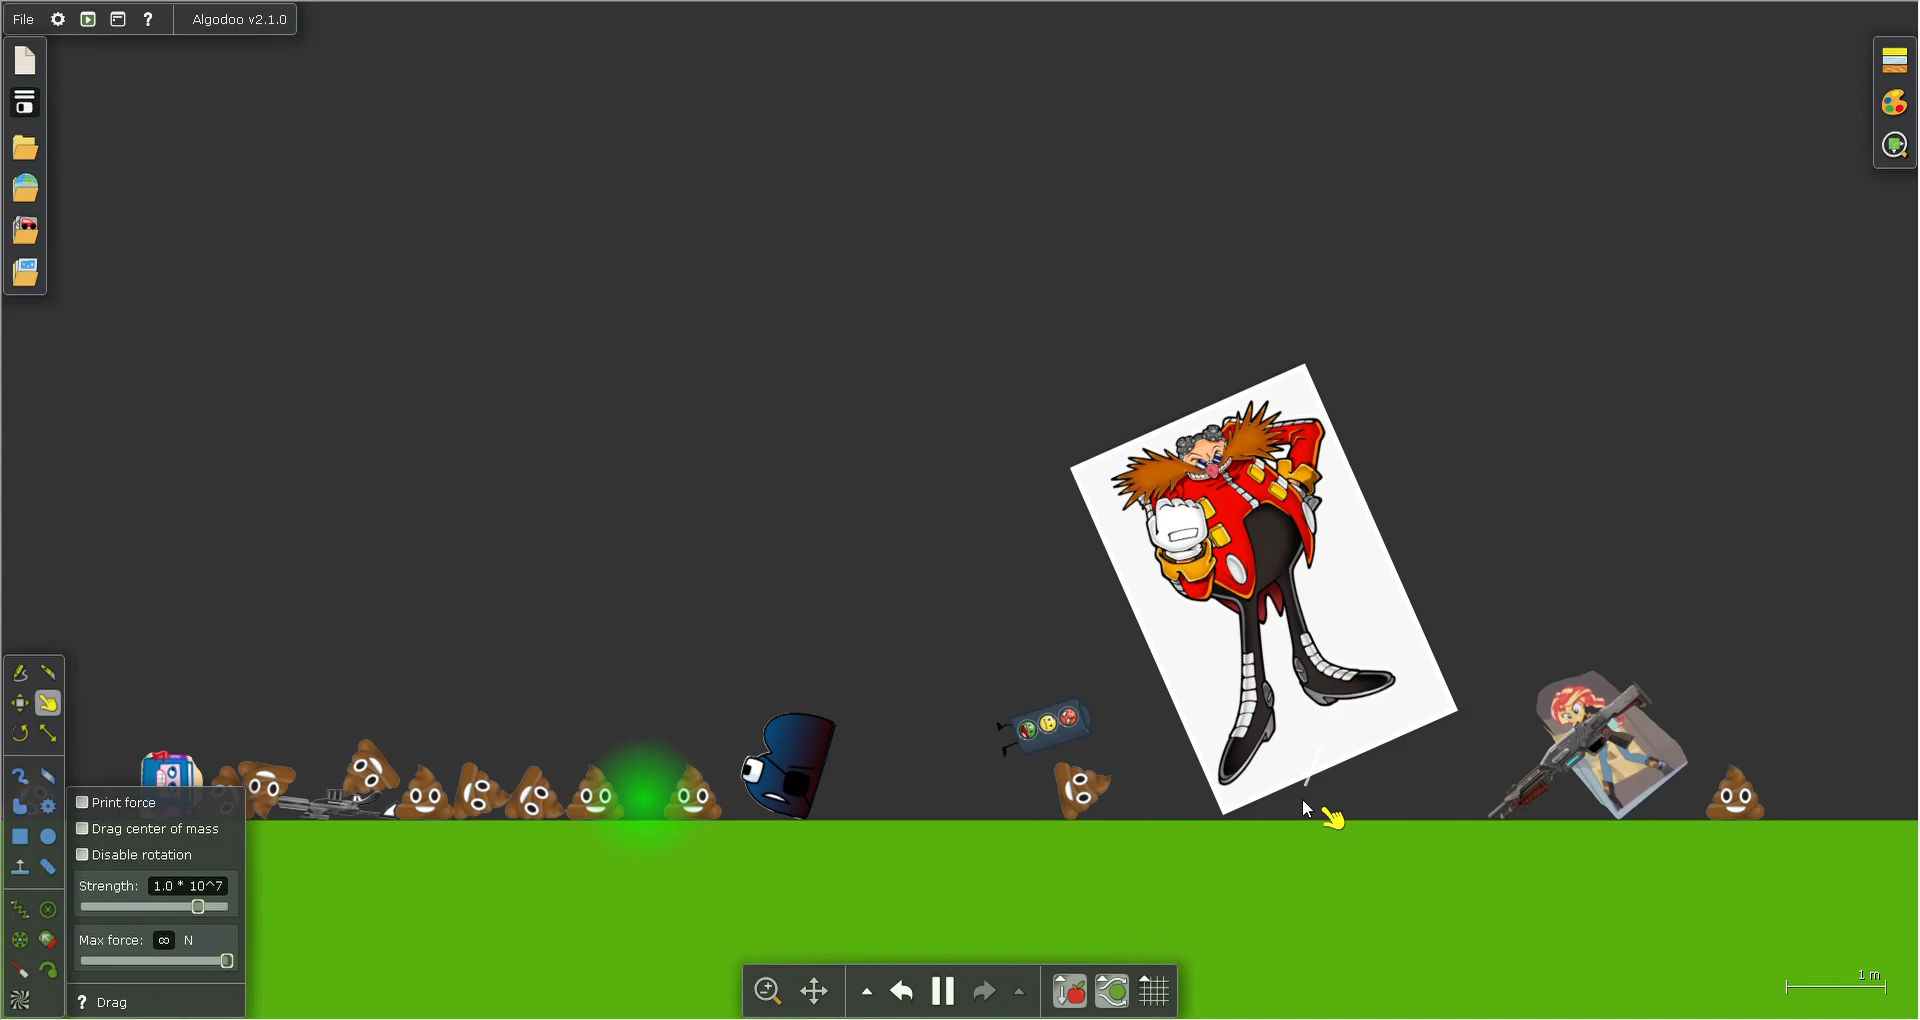 File
?
Algodoo v2.1.0
Print force
Drag center of mass
Disable rotation
Strength: 1.0 * 10^7
Max force: ∞ N
? Drag
1 m